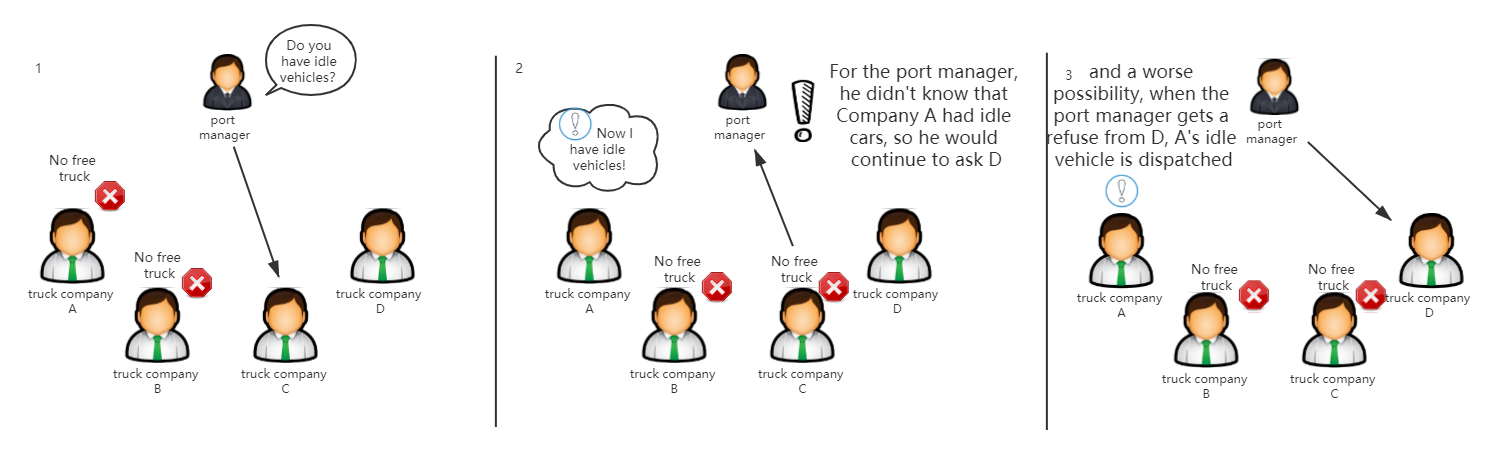 1
Do you
have idle
vehicles?
port
manager
No free
truck
truck company
A
No free
truck
truck company
B
truck company
C
truck company
D
2
Now I
have idle
vehicles!
port
manager
For the port manager,
he didn't know that
Company A had idle
cars, so he would
continue to ask D
truck company
A
No free
truck
truck company
B
No free
truck
truck company
C
truck company
D
3
and a worse
possibility, when the
port manager gets a
refuse from D, A's idle
vehicle is dispatched
port
manager
truck company
A
No free
truck
truck company
B
No free
truck
truck company
C
truck company
D